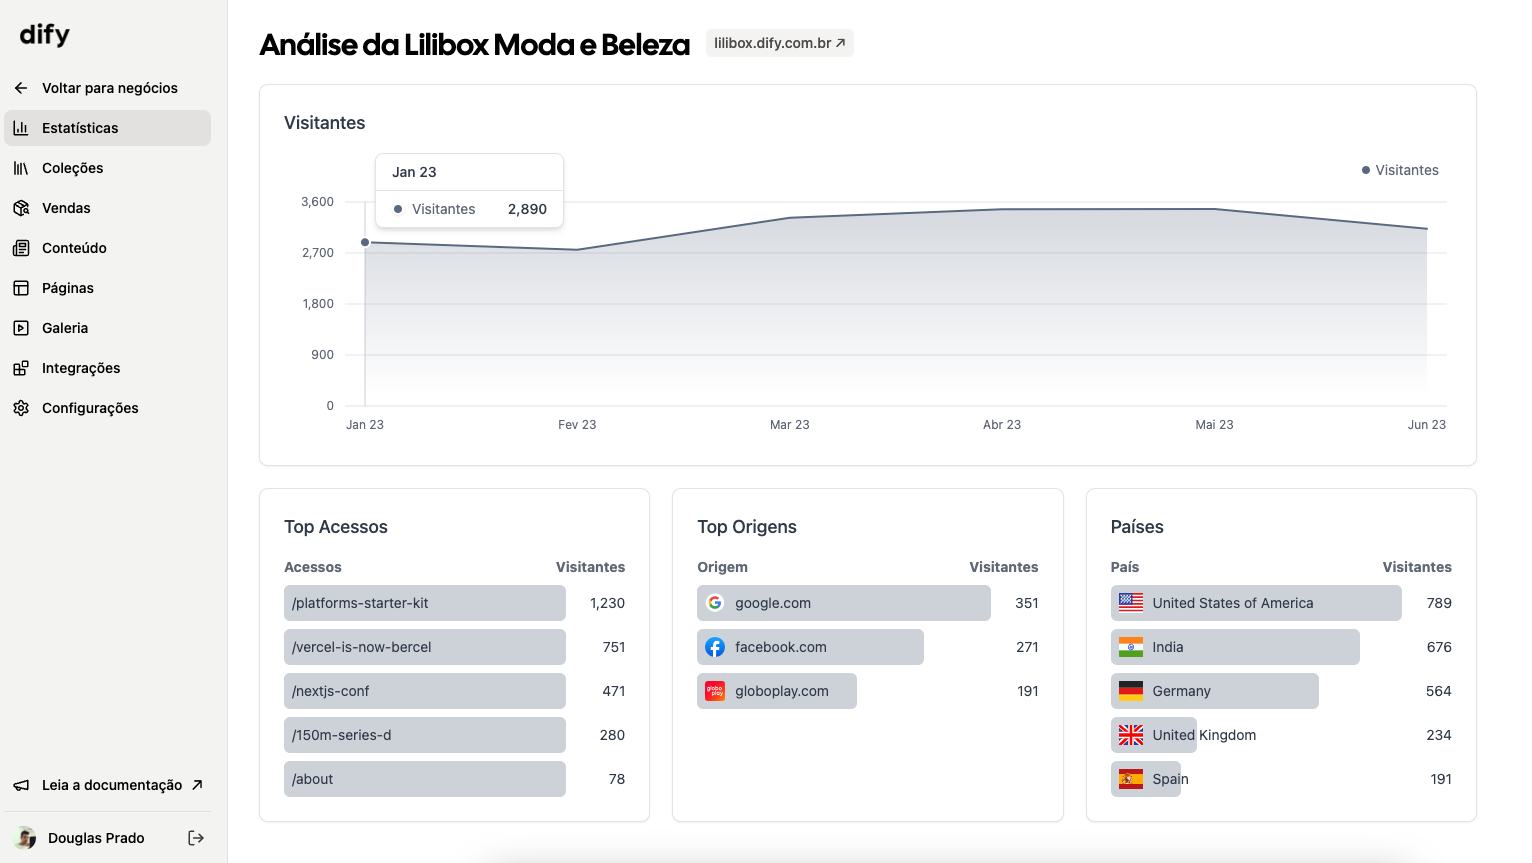 dify
Voltar para negócios
Estatísticas
Coleções
Vendas
Conteúdo
Páginas
Galeria
Integrações
Configurações
Leia a documentação
Douglas Prado
Análise da Lilibox Moda e Beleza
lilibox.dify.com.br
Visitantes
Jan 23
Visitantes 2,890
Visitantes
3,600
2,700
1,800
900
0
Jan 23 Fev 23 Mar 23 Abr 23 Mai 23 Jun 23
Top Acessos
Acessos Visitantes
/platforms-starter-kit 1,230
/vercel-is-now-bercel 751
/nextjs-conf 471
/150m-series-d 280
/about 78
Top Origens
Origem Visitantes
google.com 351
facebook.com 271
globo play globoplay.com 191
Países
País Visitantes
United States of America 789
India 676
Germany 564
United Kingdom 234
Spain 191